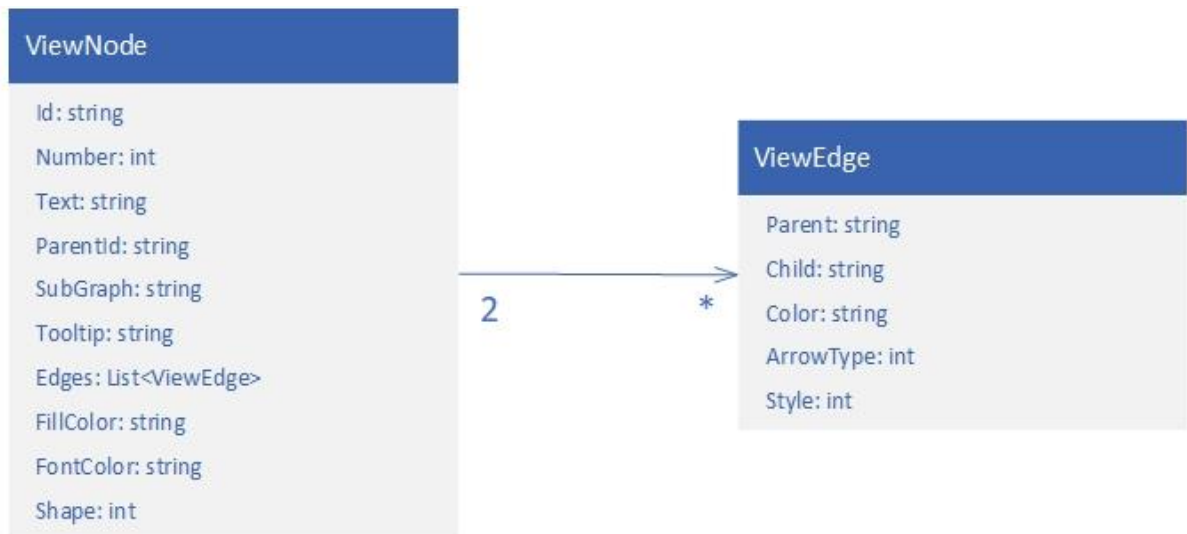 ViewNode
Id: string
Number: int
Text: string
ParentId: string
SubGraph: string
Tooltip: string
Edges: List<ViewEdge>
FillColor: string
FontColor: string
Shape: int
2
*
ViewEdge
Parent: string
Child: string
Color: string
ArrowType: int
Style: int